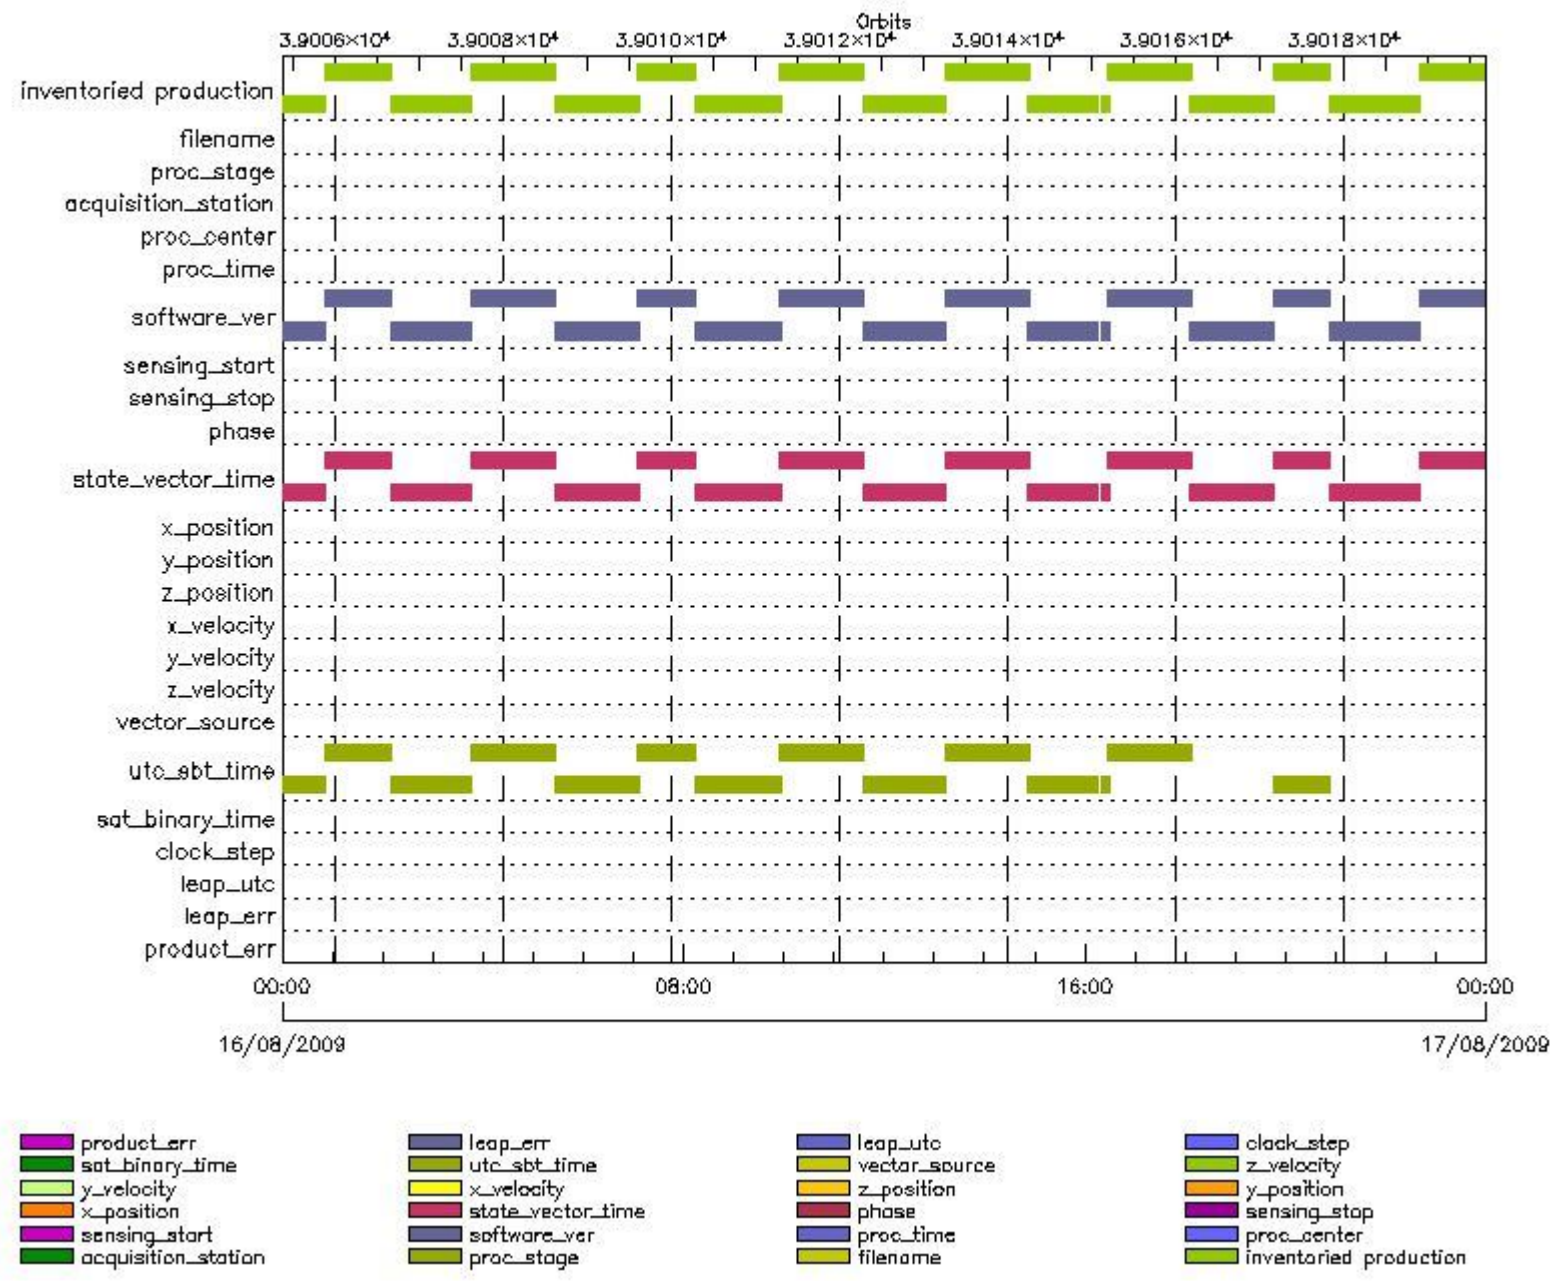 Orbits
3.9006×10⁴ 3.9008×10⁴ 3.9010×10⁴ 3.9012×10⁴ 3.9014×10⁴ 3.9016×10⁴ 3.9018×10⁴
inventoried production
filename
proc_stage
acquisition_station
proc_center
proc_time
software_ver
sensing_start
sensing_stop
phase
state_vector_time
x_position
y_position
z_position
x_velocity
y_velocity
z_velocity
vector_source
utc_sbt_time
sat_binary_time
clock_step
leap_utc
leap_err
product_err
00:00 08:00 16:00 00:00
16/08/2009 17/08/2009
product_err leap_err leap_utc clock_step
sat_binary_time utc_sbt_time vector_source z_velocity
y_velocity x_velocity z_position y_position
x_position state_vector_time phase sensing_stop
sensing_start software_ver proc_time proc_center
acquisition_station proc_stage filename inventoried production